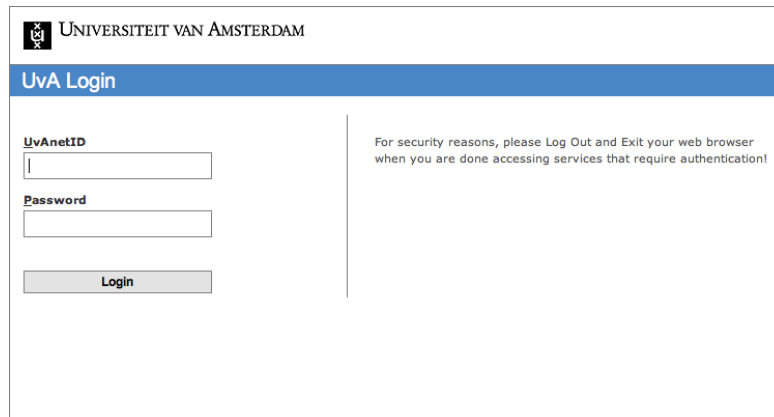 UNIVERSITEIT VAN AMSTERDAM
UvA Login
UvAnetID
Password
Login
For security reasons, please Log Out and Exit your web browser
when you are done accessing services that require authentication!